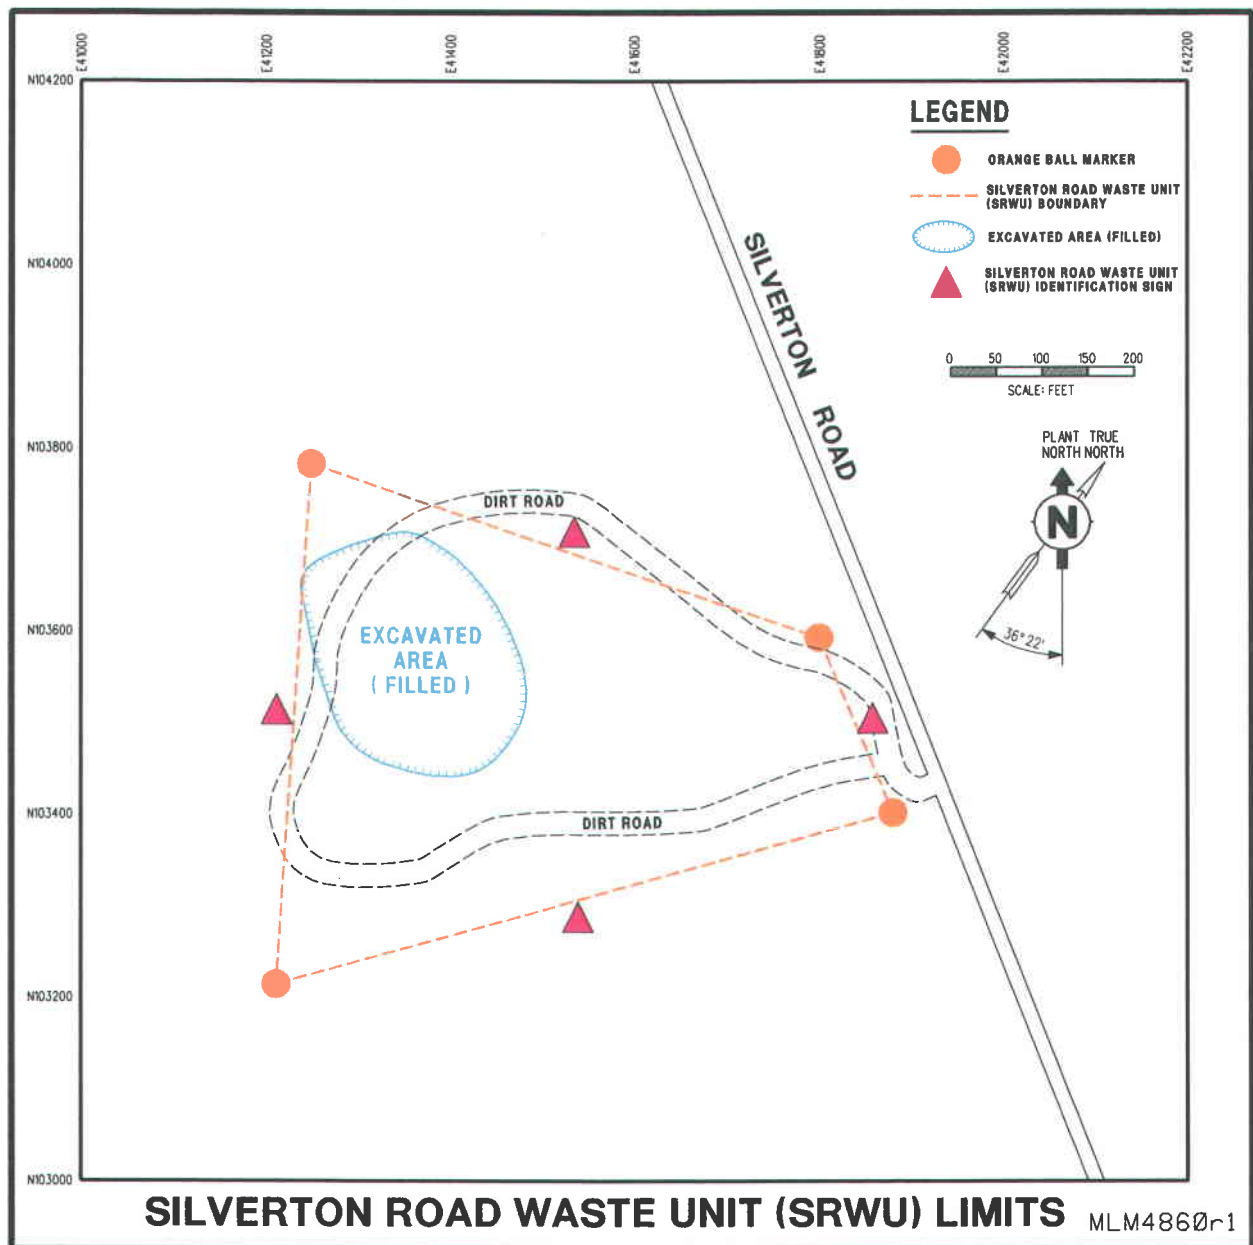 E41000
E41200
E41400
E41600
E41800
E42000
E42200
N104200
N104000
N103800
N103600
N103400
N103200
N103000
LEGEND
ORANGE BALL MARKER
SILVERTON ROAD WASTE UNIT
(SRWU) BOUNDARY
EXCAVATED AREA (FILLED)
SILVERTON ROAD WASTE UNIT
(SRWU) IDENTIFICATION SIGN
0 50 100 150 200
SCALE: FEET
PLANT TRUE
NORTH NORTH
N
36° 22'
SILVERTON ROAD
DIRT ROAD
EXCAVATED
AREA
( FILLED )
DIRT ROAD
SILVERTON ROAD WASTE UNIT (SRWU) LIMITS
MLM4860r1